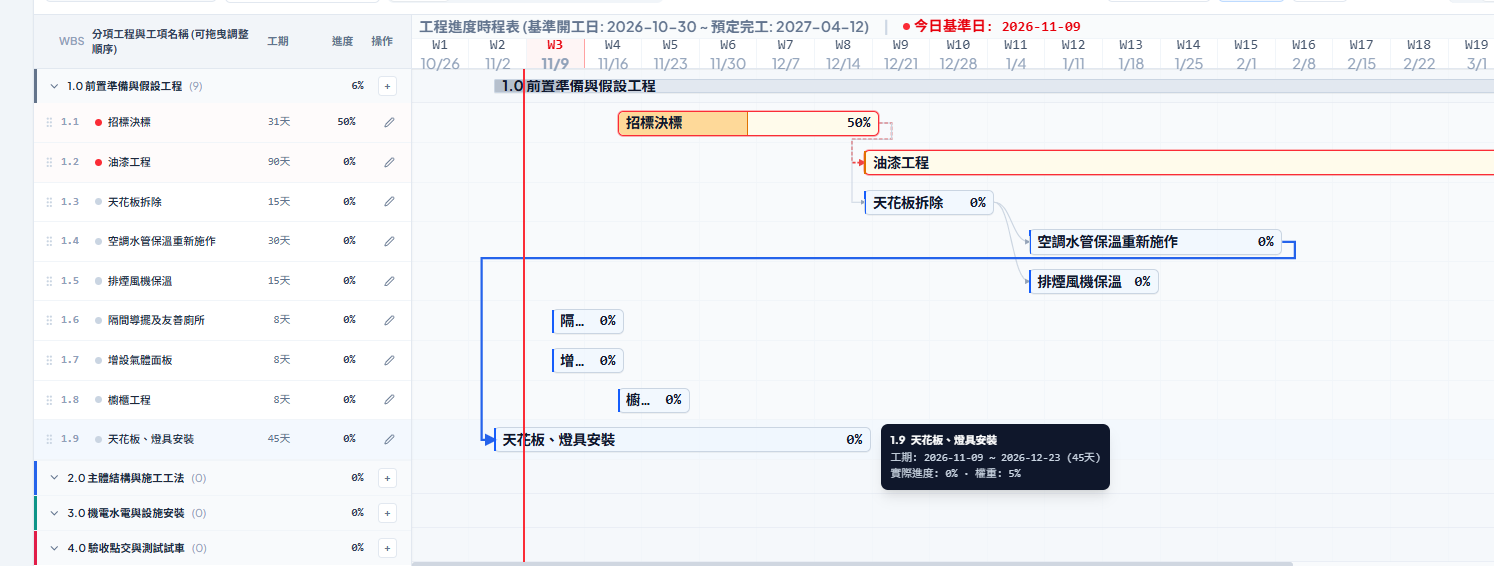 工程進度時程表 (基準開工日: 2026-10-30 ~ 預定完工: 2027-04-12) | ● 今日基準日: 2026-11-09
WBS 分項工程與工項名稱 (可拖曳調整順序) 工期 進度 操作
W1 W2 W3 W4 W5 W6 W7 W8 W9 W10 W11 W12 W13 W14 W15 W16 W17 W18 W19
10/26 11/2 11/9 11/16 11/23 11/30 12/7 12/14 12/21 12/28 1/4 1/11 1/18 1/25 2/1 2/8 2/15 2/22 3/1
1.0 前置準備與假設工程 (9) 6% + 1.0 前置準備與假設工程
1.1 招標決標 31天 50% 招標決標 50%
1.2 油漆工程 90天 0% 油漆工程
1.3 天花板拆除 15天 0% 天花板拆除 0%
1.4 空調水管保溫重新施作 30天 0% 空調水管保溫重新施作 0%
1.5 排煙風機保溫 15天 0% 排煙風機保溫 0%
1.6 隔間導擺及友善廁所 8天 0% 隔... 0%
1.7 增設氣體面板 8天 0% 增... 0%
1.8 櫥櫃工程 8天 0% 櫥... 0%
1.9 天花板、燈具安裝 45天 0% 天花板、燈具安裝 0%
1.9 天花板、燈具安裝
工期: 2026-11-09 ~ 2026-12-23 (45天)
實際進度: 0% · 權重: 5%
2.0 主體結構與施工工法 (0) 0% +
3.0 機電水電與設施安裝 (0) 0% +
4.0 驗收點交與測試試車 (0) 0% +